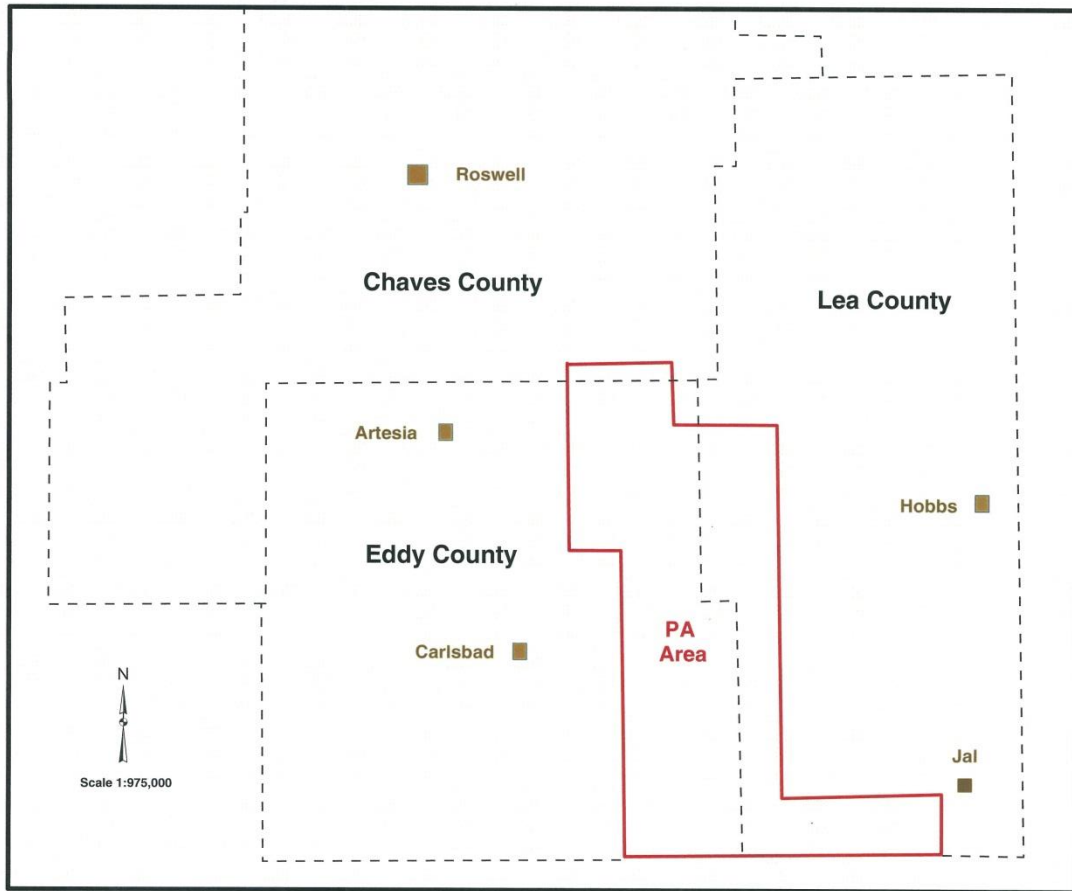 Roswell
Chaves County
Lea County
Artesia
Hobbs
Eddy County
PA
Area
Carlsbad
N
Jal
Scale 1:975,000